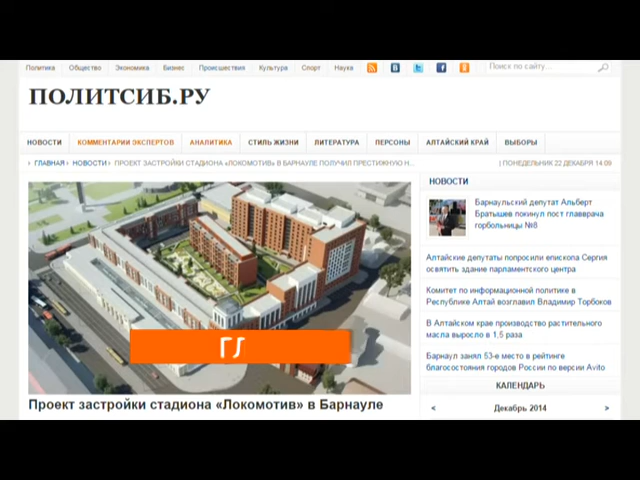 Политика Общество Экономика Бизнес Происшествия Культура Спорт Наука
Поиск по сайту...
ПОЛИТСИБ.РУ
НОВОСТИ КОММЕНТАРИИ ЭКСПЕРТОВ АНАЛИТИКА СТИЛЬ ЖИЗНИ ЛИТЕРАТУРА ПЕРСОНЫ АЛТАЙСКИЙ КРАЙ ВЫБОРЫ
ГЛАВНАЯ › НОВОСТИ › ПРОЕКТ ЗАСТРОЙКИ СТАДИОНА «ЛОКОМОТИВ» В БАРНАУЛЕ ПОЛУЧИЛ ПРЕСТИЖНУЮ Н...
| ПОНЕДЕЛЬНИК 22 ДЕКАБРЯ 14:09
Проект застройки стадиона «Локомотив» в Барнауле
НОВОСТИ
Барнаульский депутат Альберт
Братышев покинул пост главврача
горбольницы №8
Алтайские депутаты попросили епископа Сергия
освятить здание парламентского центра
Комитет по информационной политике в
Республике Алтай возглавил Владимир Торбоков
В Алтайском крае производство растительного
масла выросло в 1,5 раза
Барнаул занял 53-е место в рейтинге
благосостояния городов России по версии Avito
КАЛЕНДАРЬ
< Декабрь 2014 >